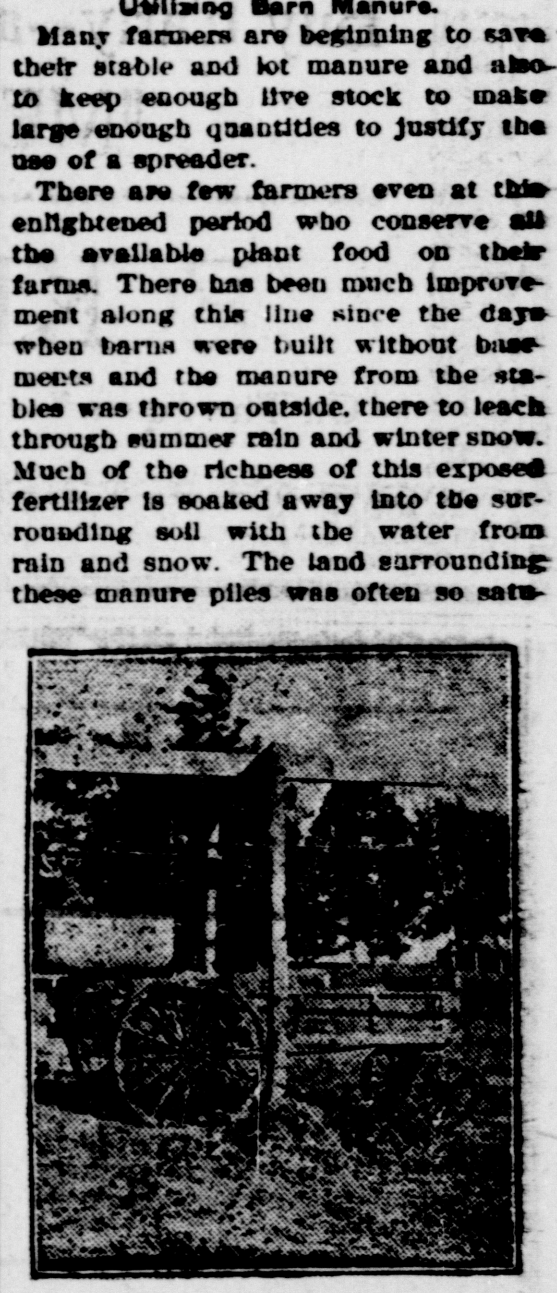 Utilizing Barn Manure.
Many farmers are beginning to save
their stable and lot manure and also
to keep enough live stock to make
large enough quantities to justify the
use of a spreader.
There are few farmers even at this
enlightened period who conserve all
the available plant food on their
farms. There has been much improve-
ment along this line since the days
when barns were built without base-
ments and the manure from the sta-
bles was thrown outside, there to leach
through summer rain and winter snow.
Much of the richness of this exposed
fertilizer is soaked away into the sur-
rounding soil with the water from
rain and snow. The land surrounding
these manure piles was often so satu-